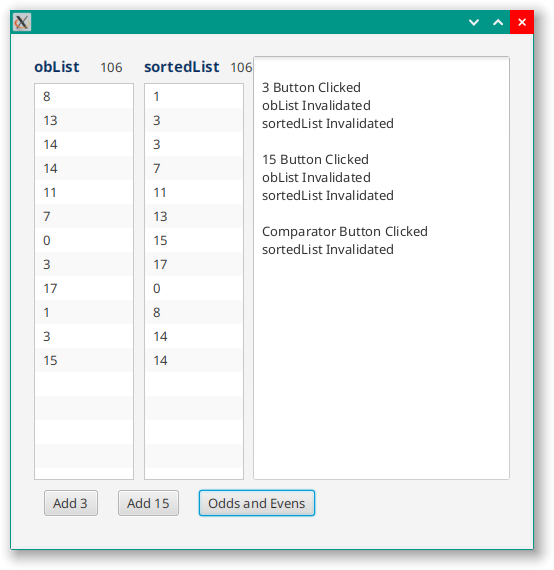 obList 106 sortedList 106
8
13
14
14
11
7
0
3
17
1
3
15
1
3
3
7
11
13
15
17
0
8
14
14
3 Button Clicked
obList Invalidated
sortedList Invalidated
15 Button Clicked
obList Invalidated
sortedList Invalidated
Comparator Button Clicked
sortedList Invalidated
Add 3 Add 15 Odds and Evens